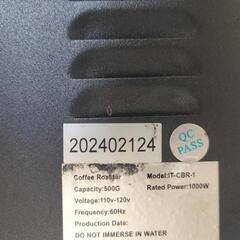 QC
PASS
202402124
Coffee Roaster
Model:IT-CBR-1
Capacity:500G
Rated Power:1000W
Voltage:110v-120v
Frequency:60Hz
Production Date:
DO NOT IMMERSE IN WATER